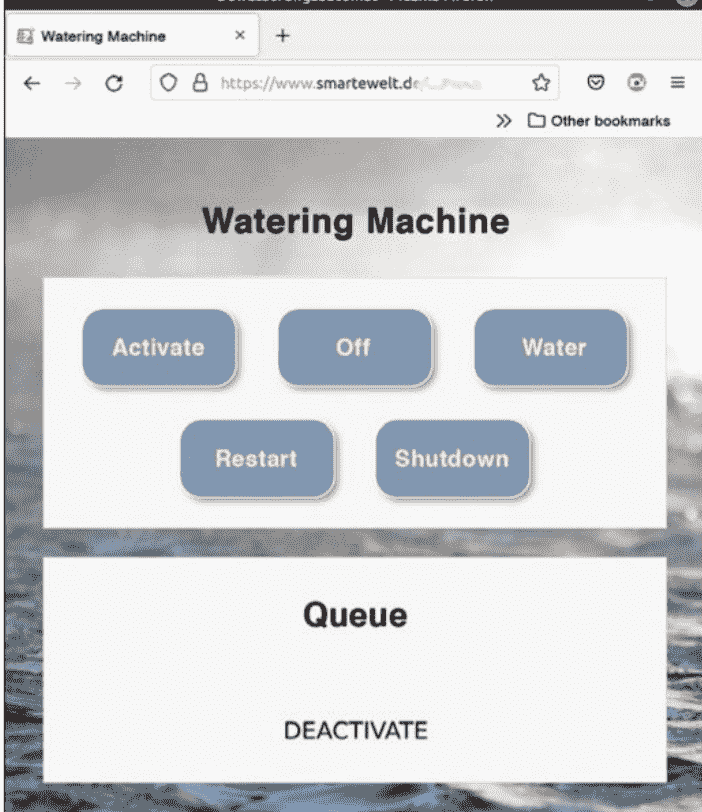 Watering Machine
https://www.smartewelt.de
Other bookmarks
Watering Machine
Activate Off Water
Restart Shutdown
Queue
DEACTIVATE